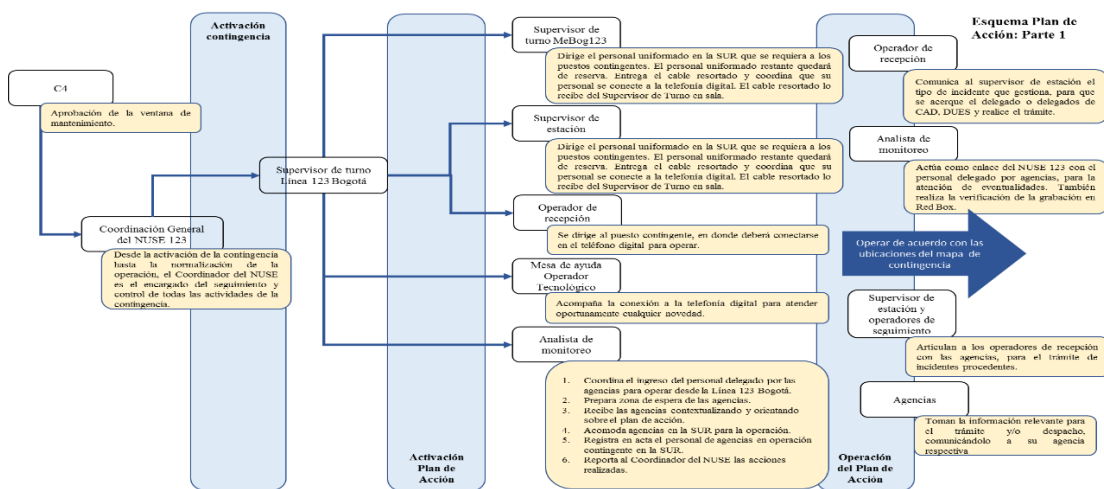 Activación
contingencia
C4
Aprobación de la ventana de
mantenimiento.
Coordinación General
del NUSE 123
Desde la activación de la contingencia
hasta la normalización de la
operación, el Coordinador del NUSE
es el encargado del seguimiento y
control de todas las actividades de la
contingencia.
Supervisor de turno
Línea 123 Bogotá
Supervisor de
turno MeBog123
Dirige el personal uniformado en la SUR que se requiera a los
puestos contingentes. El personal uniformado restante quedará
de reserva. Entrega el cable resortado y coordina que su
personal se conecte a la telefonía digital. El cable resortado lo
recibe del Supervisor de Turno en sala.
Supervisor de
estación
Dirige el personal uniformado en la SUR que se requiera a los
puestos contingentes. El personal uniformado restante quedará
de reserva. Entrega el cable resortado y coordina que su
personal se conecte a la telefonía digital. El cable resortado lo
recibe del Supervisor de Turno en sala.
Operador de
recepción
Se dirige al puesto contingente, en donde deberá conectarse
en el teléfono digital para operar.
Mesa de ayuda
Operador
Tecnológico
Acompaña la conexión a la telefonía digital para atender
oportunamente cualquier novedad.
Analista de
monitoreo
1. Coordina el ingreso del personal delegado por las
agencias para operar desde la Línea 123 Bogotá.
2. Prepara zona de espera de las agencias.
3. Recibe las agencias contextualizando y orientando
sobre el plan de acción.
4. Acomoda agencias en la SUR para la operación.
5. Registra en acta el personal de agencias en operación
contingente en la SUR.
6. Reporta al Coordinador del NUSE las acciones
realizadas.
Activación
Plan de
Acción
Esquema Plan de
Acción: Parte 1
Operador de
recepción
Comunica al supervisor de estación el
tipo de incidente que gestiona, para que
se acerque el delegado o delegados de
CAD, DUES y realice el trámite.
Analista de
monitoreo
Actúa como enlace del NUSE 123 con el
personal delegado por agencias, para la
atención de eventualidades. También
realiza la verificación de la grabación en
Red Box.
Operar de acuerdo con las
ubicaciones del mapa de
contingencia
Supervisor de
estación y
operadores de
seguimiento
Articulan a los operadores de recepción
con las agencias, para el trámite de
incidentes procedentes.
Agencias
Toman la información relevante para
el trámite y/o despacho,
comunicándolo a su agencia
respectiva
Operación
del Plan de
Acción